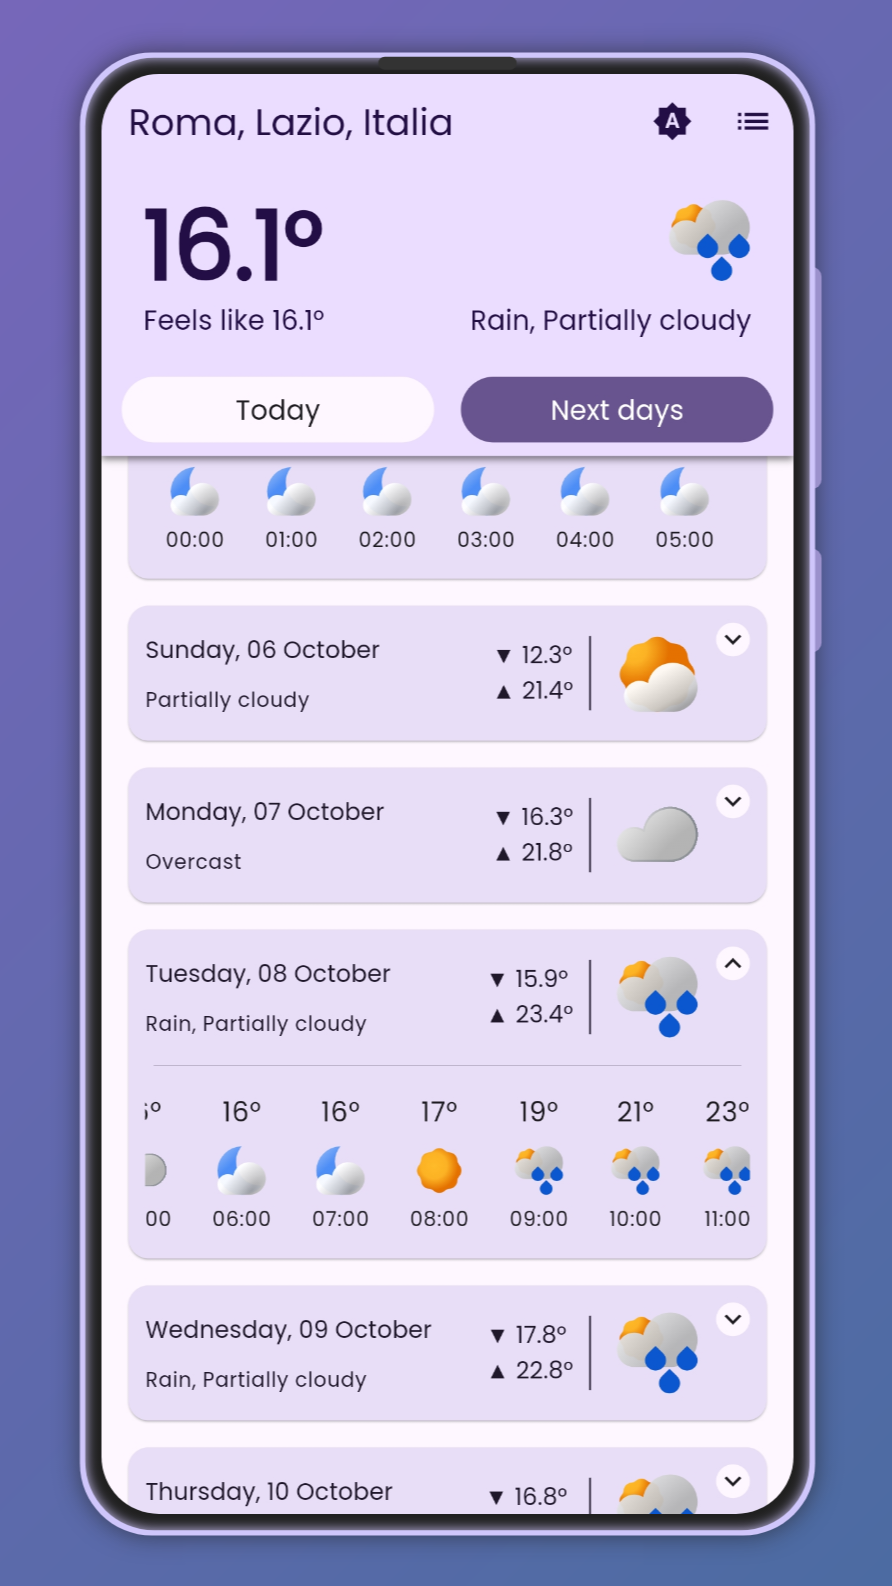 Roma, Lazio, Italia
A
16.1°
Feels like 16.1°
Rain, Partially cloudy
Today
Next days
00:00 01:00 02:00 03:00 04:00 05:00
Sunday, 06 October
▼ 12.3°
Partially cloudy
▲ 21.4°
Monday, 07 October
▼ 16.3°
Overcast
▲ 21.8°
Tuesday, 08 October
▼ 15.9°
Rain, Partially cloudy
▲ 23.4°
16° 16° 17° 19° 21° 23°
00 06:00 07:00 08:00 09:00 10:00 11:00
Wednesday, 09 October
▼ 17.8°
Rain, Partially cloudy
▲ 22.8°
Thursday, 10 October
▼ 16.8°